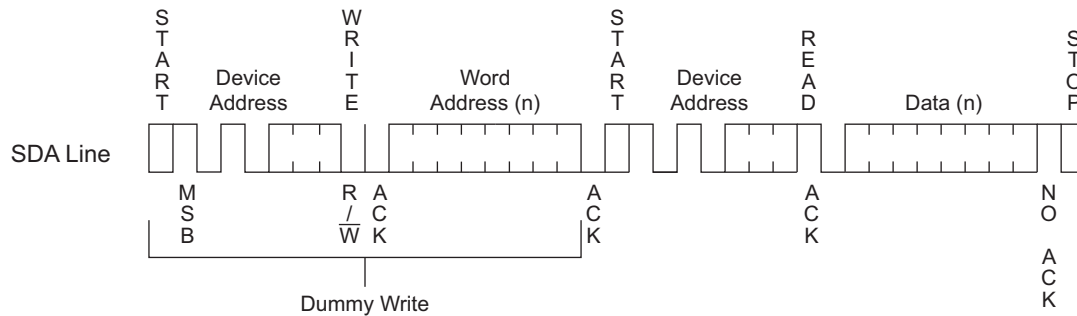 START
WRITE
START
READ
STOP
Device
Address
Word
Address (n)
Device
Address
Data (n)
SDA Line
MSB
R/W
ACK
ACK
ACK
NO ACK
Dummy Write